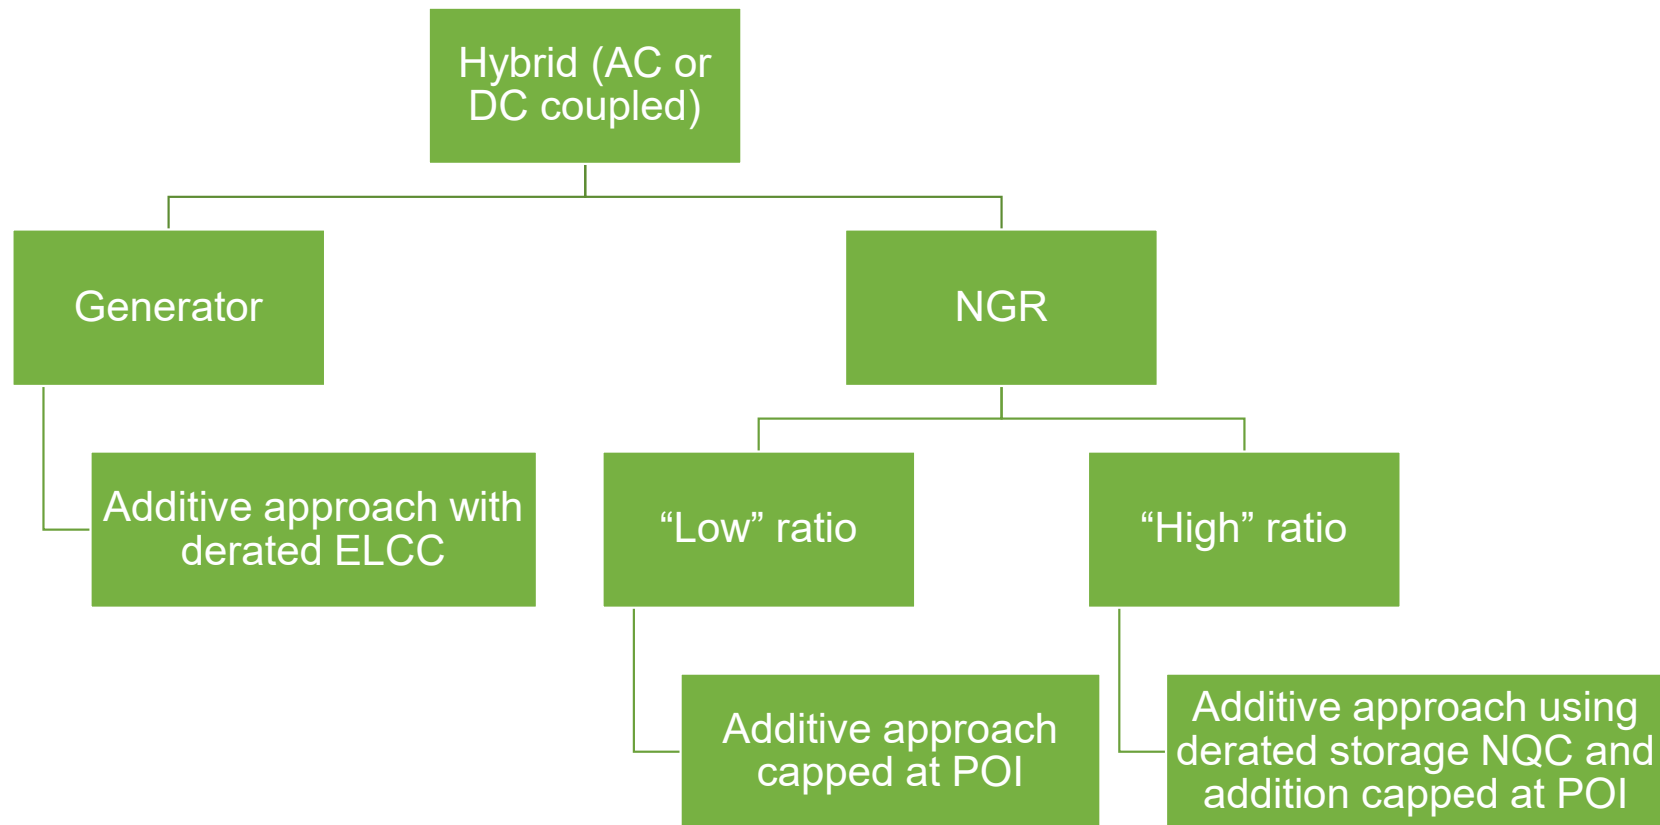 Hybrid (AC or
DC coupled)
Generator
NGR
Additive approach with
derated ELCC
“Low” ratio
“High” ratio
Additive approach
capped at POI
Additive approach using
derated storage NQC and
addition capped at POI